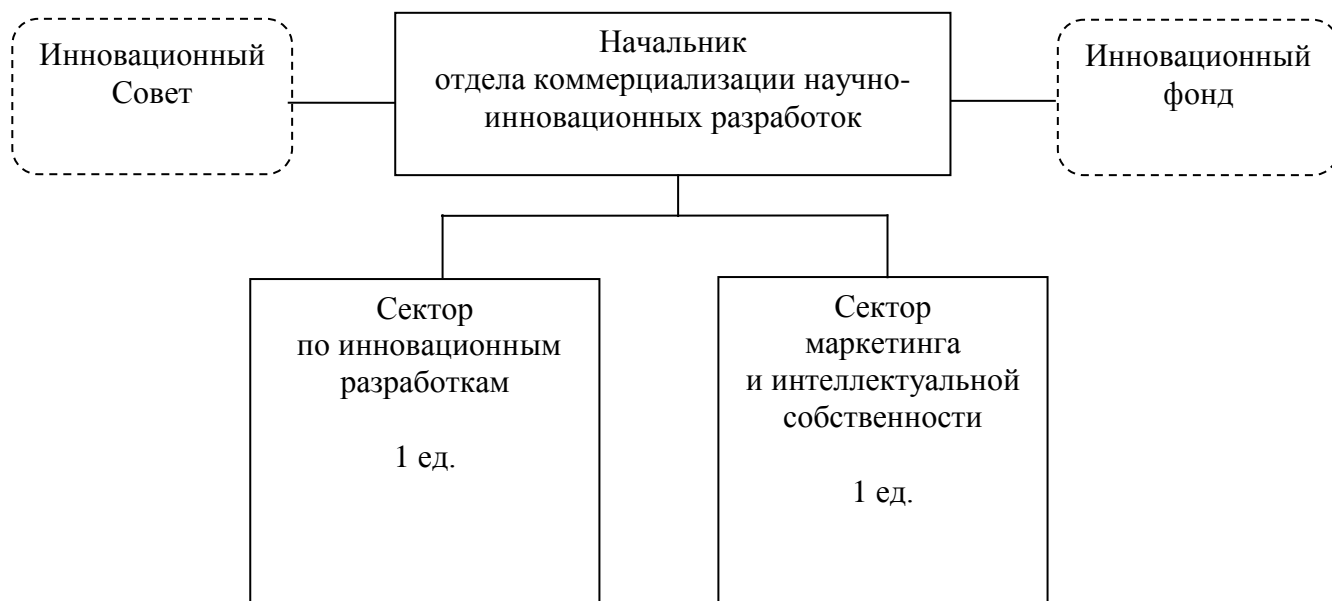 Инновационный
Совет
Начальник
отдела коммерциализации научно-
инновационных разработок
Инновационный
фонд
Сектор
по инновационным
разработкам
1 ед.
Сектор
маркетинга
и интеллектуальной
собственности
1 ед.